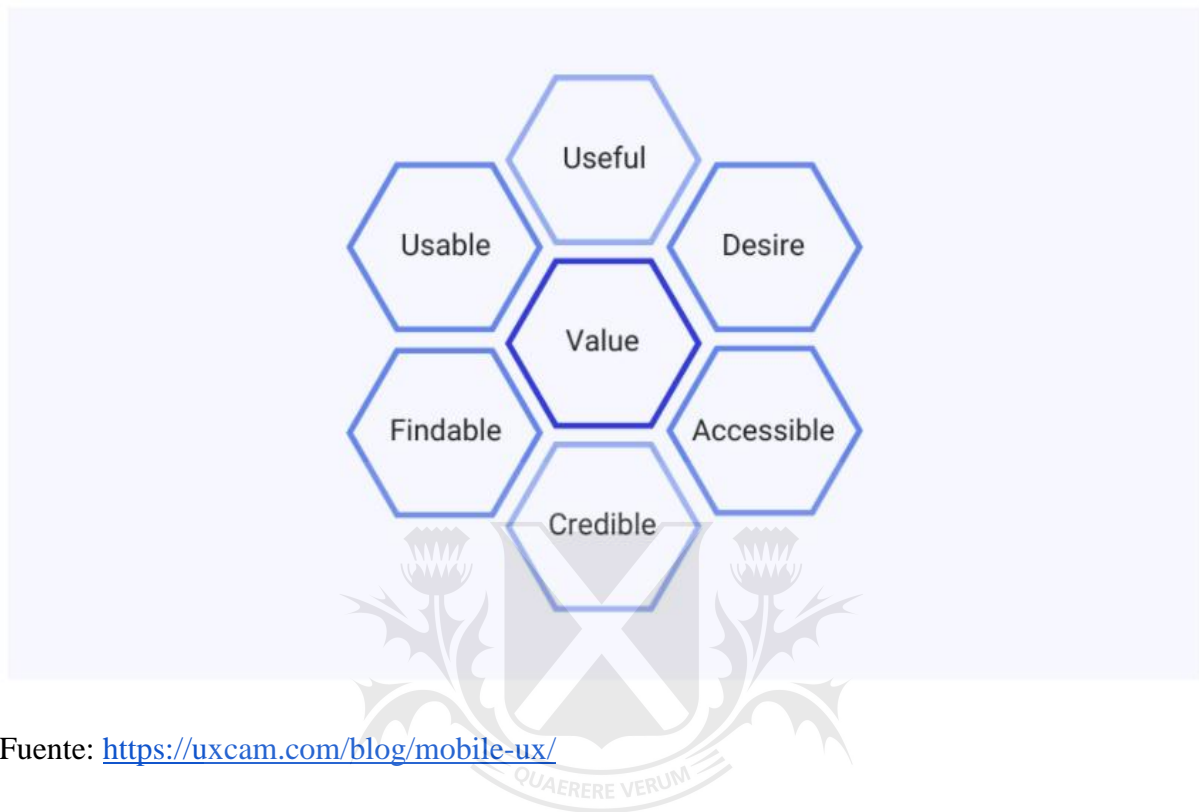 Useful
Usable
Desire
Value
Findable
Accessible
Credible
Fuente: https://uxcam.com/blog/mobile-ux/
QUAERERE VERUM